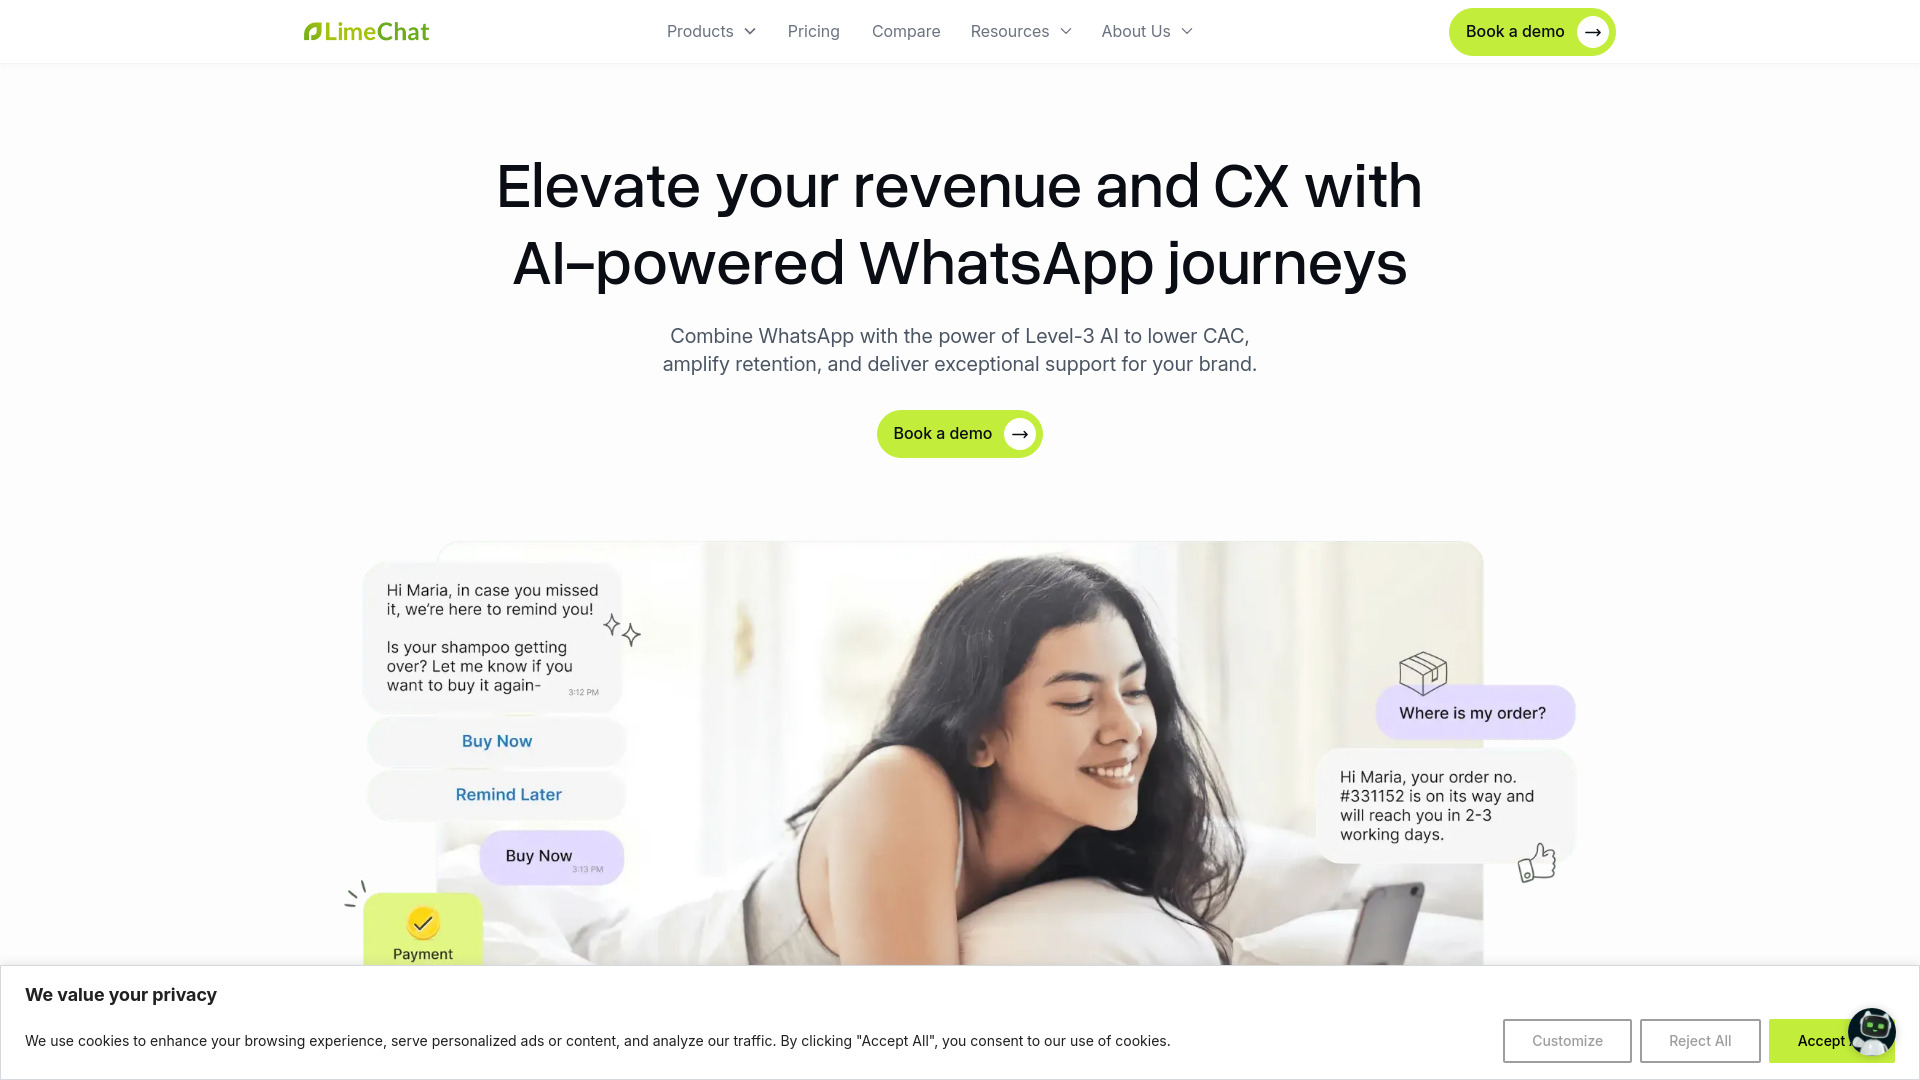 LimeChat
Products
Pricing
Compare
Resources
About Us
Book a demo
Elevate your revenue and CX with
AI-powered WhatsApp journeys
Combine WhatsApp with the power of Level-3 AI to lower CAC,
amplify retention, and deliver exceptional support for your brand.
Book a demo
Hi Maria, in case you missed
it, we're here to remind you!
Is your shampoo getting
over? Let me know if you
want to buy it again-
3:12 PM
Buy Now
Remind Later
Buy Now
3:13 PM
Payment
Where is my order?
Hi Maria, your order no.
#331152 is on its way and
will reach you in 2-3
working days.
We value your privacy
We use cookies to enhance your browsing experience, serve personalized ads or content, and analyze our traffic. By clicking "Accept All", you consent to our use of cookies.
Customize
Reject All
Accept